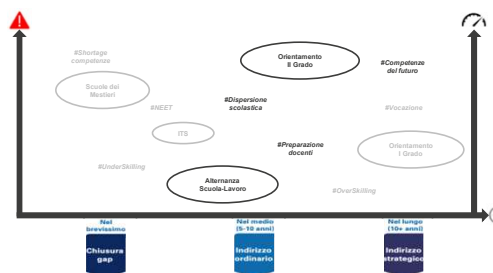 #Shortage
competenze
Scuole dei
Mestieri
#NEET
ITS
#UnderSkilling
Orientamento
II Grado
#Dispersione
scolastica
#Preparazione
docenti
Alternanza
Scuola-Lavoro
#Competenze
del futuro
#Vocazione
Orientamento
I Grado
#OverSkilling
Nel
brevissimo
Chiusura
gap
Nel medio
(5-10 anni)
Indirizzo
ordinario
Nel lungo
(10+ anni)
Indirizzo
strategico